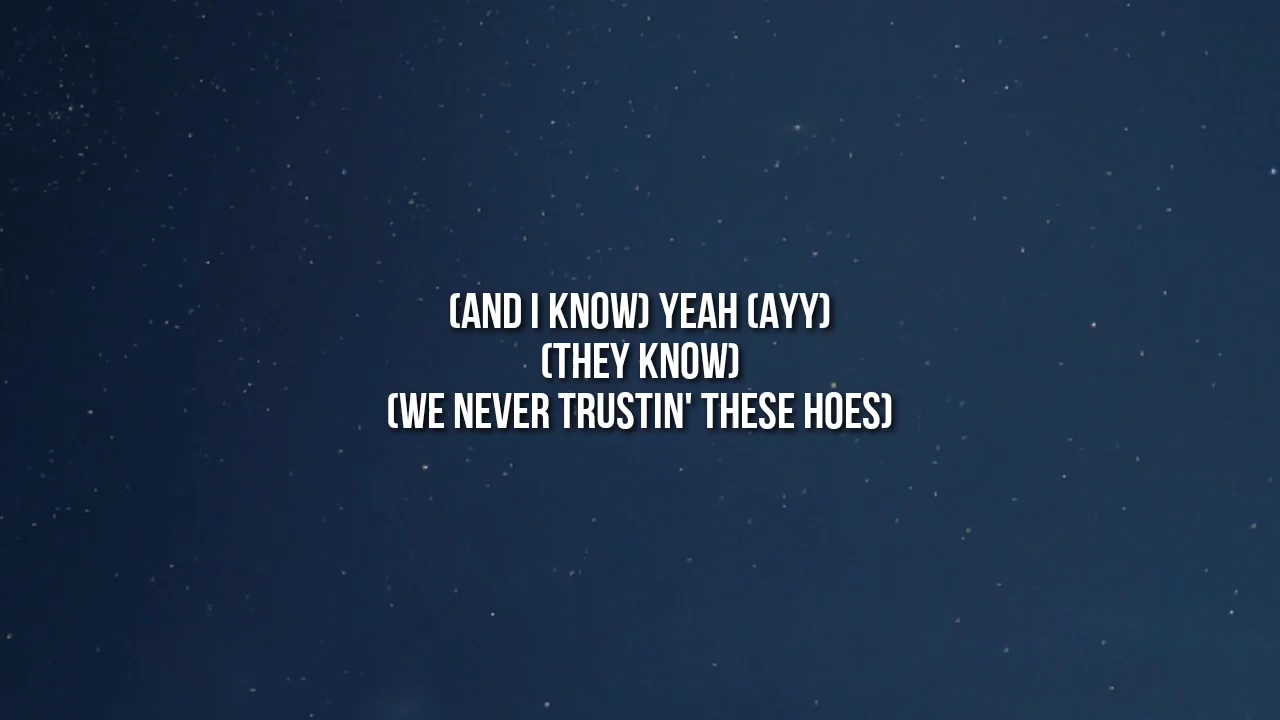 (AND I KNOW) YEAH (AYY)
(THEY KNOW)
(WE NEVER TRUSTIN' THESE HOES)